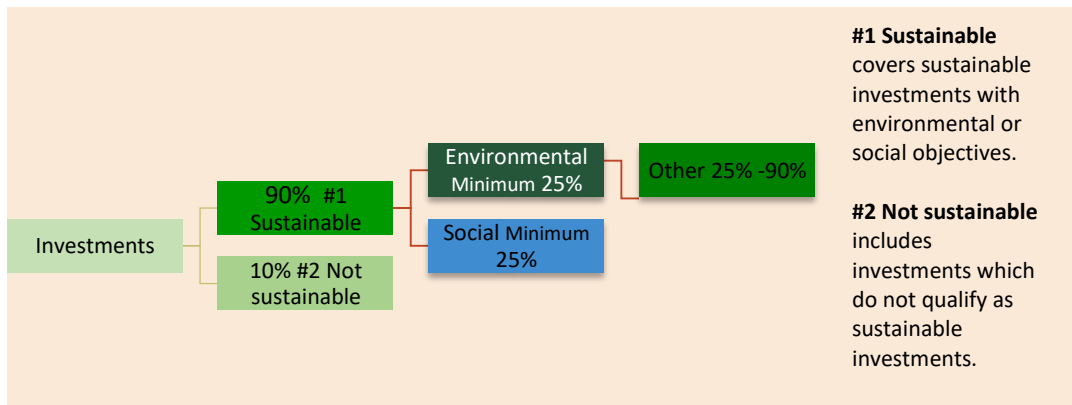 Investments
90% #1
Sustainable
10% #2 Not
sustainable
Environmental
Minimum 25%
Social Minimum
25%
Other 25% -90%
#1 Sustainable
covers sustainable
investments with
environmental or
social objectives.
#2 Not sustainable
includes
investments which
do not qualify as
sustainable
investments.